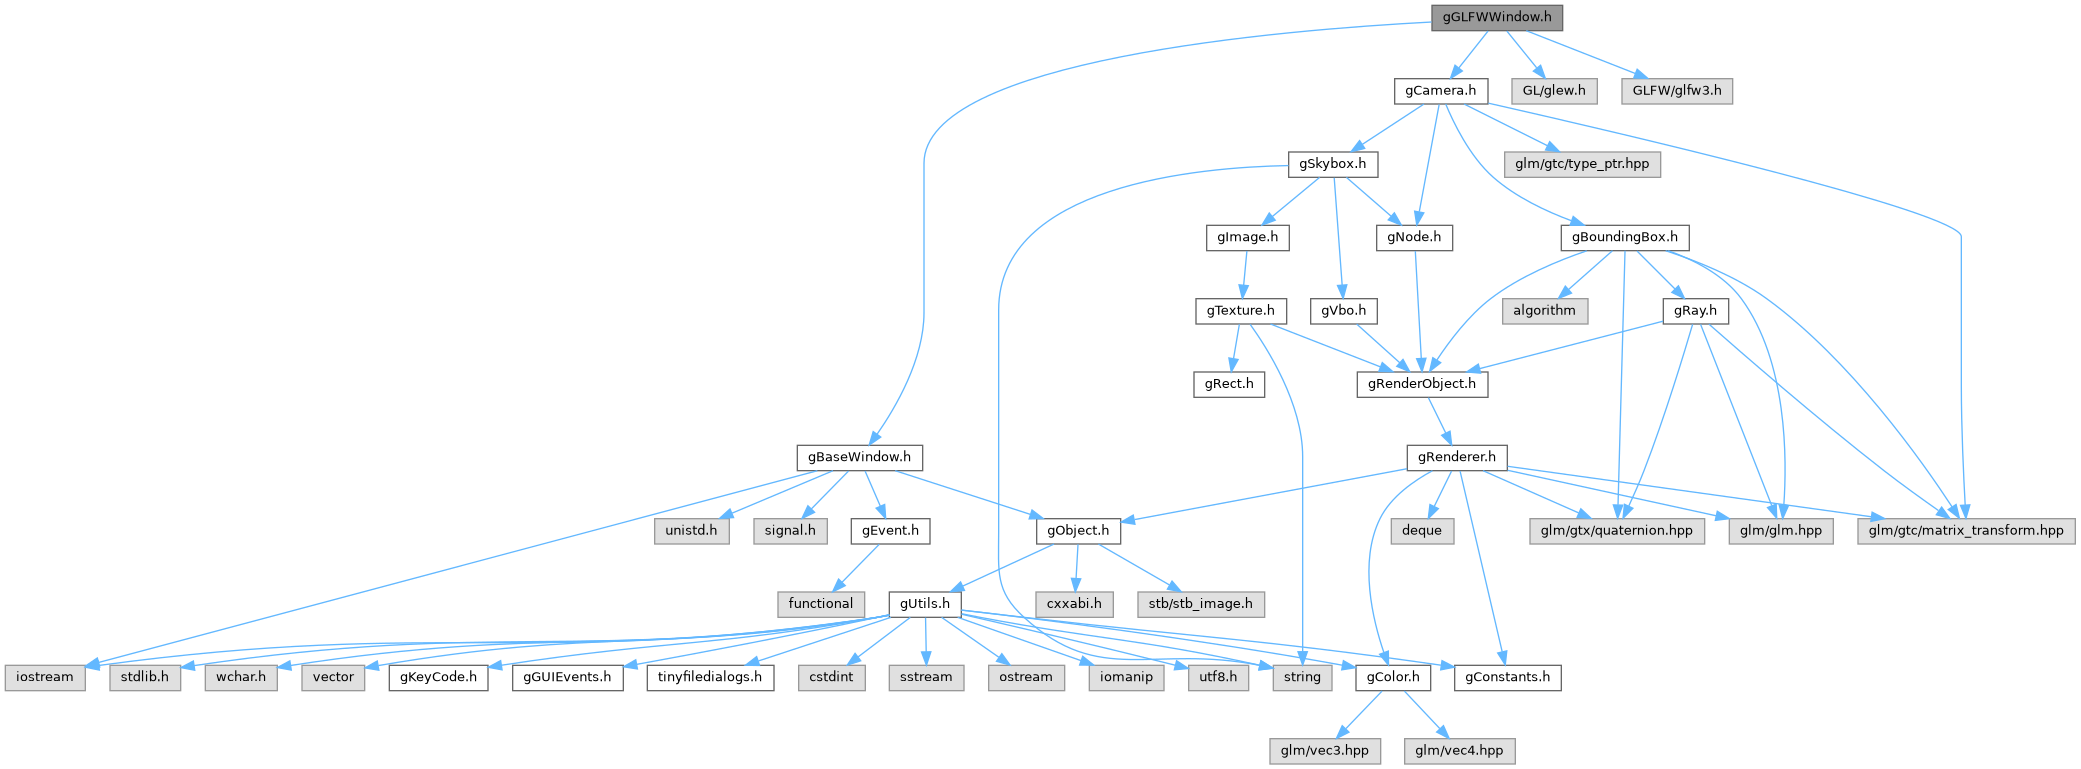 gGLFWWindow.h
gCamera.h
GL/glew.h
GLFW/glfw3.h
gSkybox.h
glm/gtc/type_ptr.hpp
gImage.h
gNode.h
gBoundingBox.h
gTexture.h
gVbo.h
algorithm
gRay.h
gRect.h
gRenderObject.h
gBaseWindow.h
gRenderer.h
unistd.h
signal.h
gEvent.h
gObject.h
deque
glm/gtx/quaternion.hpp
glm/glm.hpp
glm/gtc/matrix_transform.hpp
functional
gUtils.h
cxxabi.h
stb/stb_image.h
iostream
stdlib.h
wchar.h
vector
gKeyCode.h
gGUIEvents.h
tinyfiledialogs.h
cstdint
sstream
ostream
iomanip
utf8.h
string
gColor.h
gConstants.h
glm/vec3.hpp
glm/vec4.hpp